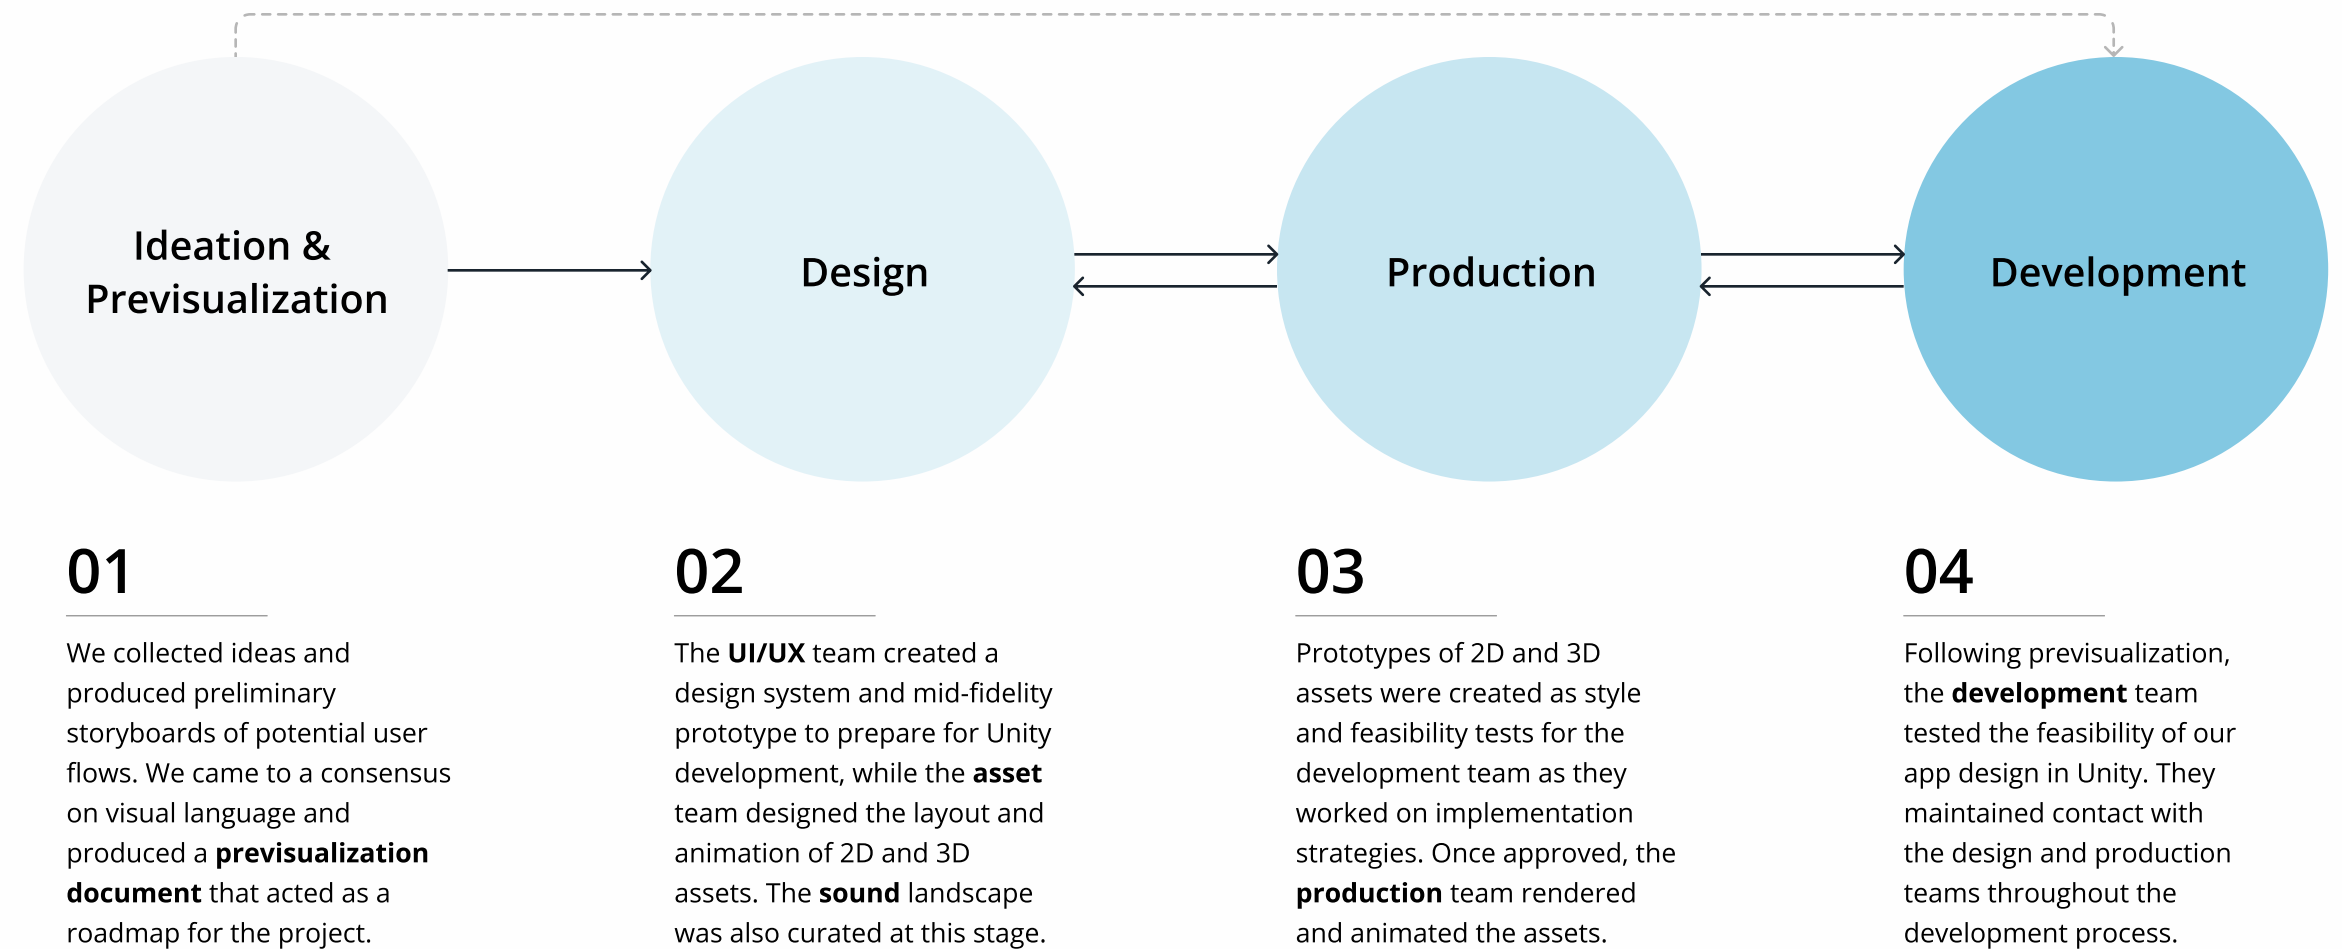 Ideation &
Previsualization
Design
Production
Development
01
We collected ideas and
produced preliminary
storyboards of potential user
flows. We came to a consensus
on visual language and
produced a previsualization
document that acted as a
roadmap for the project.
02
The UI/UX team created a
design system and mid-fidelity
prototype to prepare for Unity
development, while the asset
team designed the layout and
animation of 2D and 3D
assets. The sound landscape
was also curated at this stage.
03
Prototypes of 2D and 3D
assets were created as style
and feasibility tests for the
development team as they
worked on implementation
strategies. Once approved, the
production team rendered
and animated the assets.
04
Following previsualization,
the development team
tested the feasibility of our
app design in Unity. They
maintained contact with
the design and production
teams throughout the
development process.